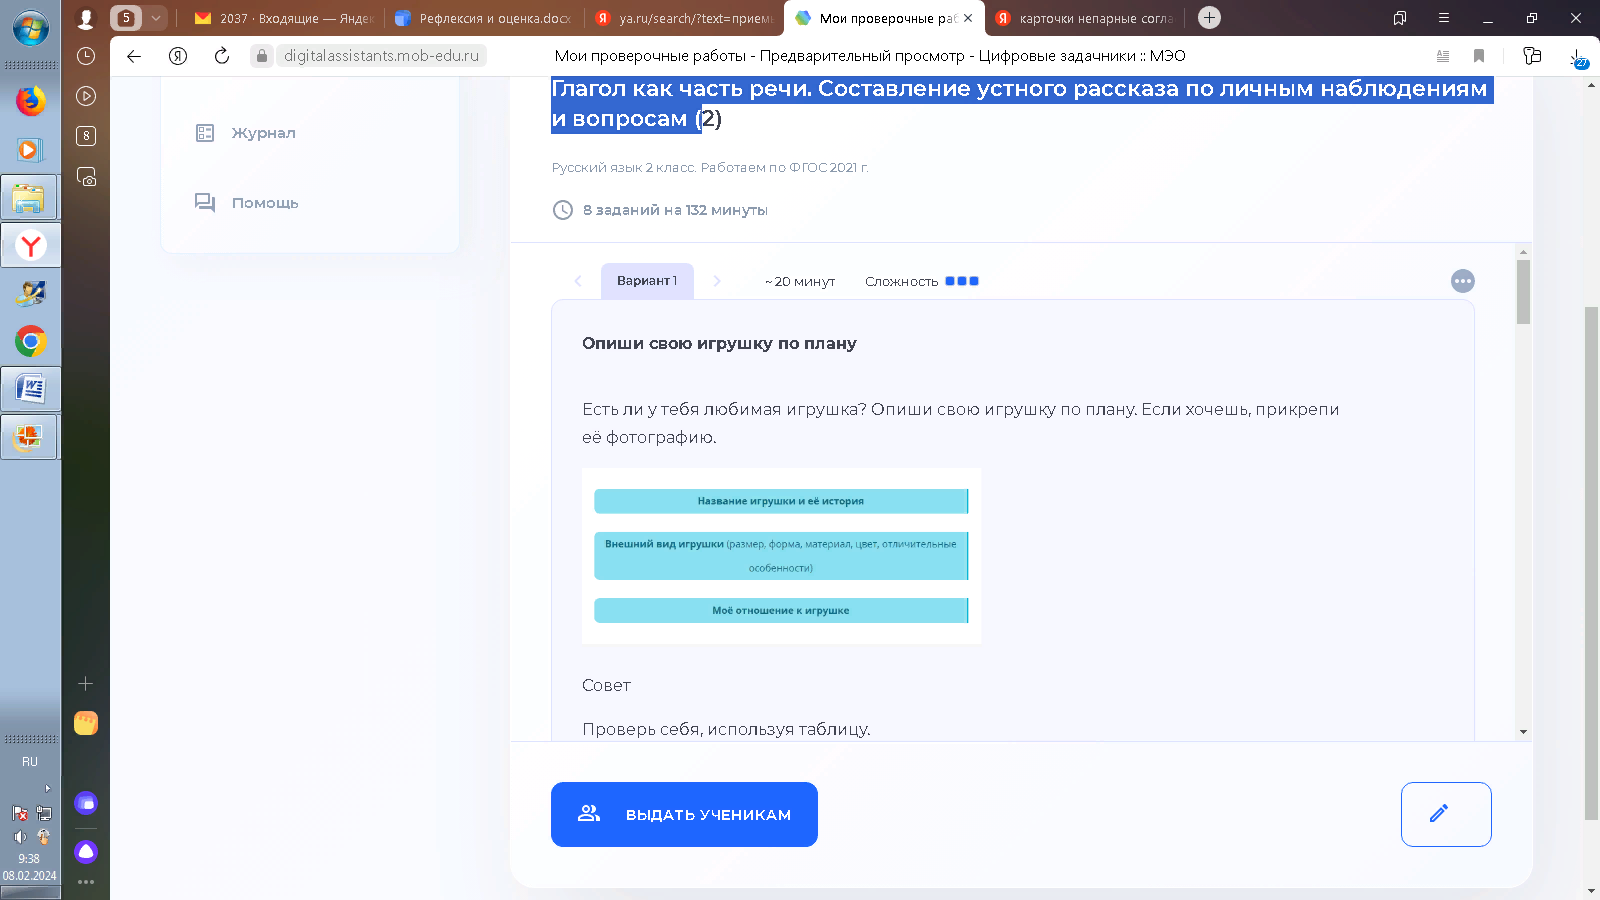 5
2037 · Входящие — Яндек
Рефлексия и оценка.docx
ya.ru/search/?text=приемы
Мои проверочные раб
карточки непарные согла
digitalassistants.mob-edu.ru
Мои проверочные работы - Предварительный просмотр - Цифровые задачники :: МЭО
27
8
Журнал
Помощь
Глагол как часть речи. Составление устного рассказа по личным наблюдениям
и вопросам (2)
Русский язык 2 класс. Работаем по ФГОС 2021 г.
8 заданий на 132 минуты
Вариант 1
~ 20 минут
Сложность
Опиши свою игрушку по плану
Есть ли у тебя любимая игрушка? Опиши свою игрушку по плану. Если хочешь, прикрепи
её фотографию.
Название игрушки и её история
Внешний вид игрушки (размер, форма, материал, цвет, отличительные
особенности)
Моё отношение к игрушке
Совет
Проверь себя, используя таблицу.
ВЫДАТЬ УЧЕНИКАМ
RU
9:38
08.02.2024